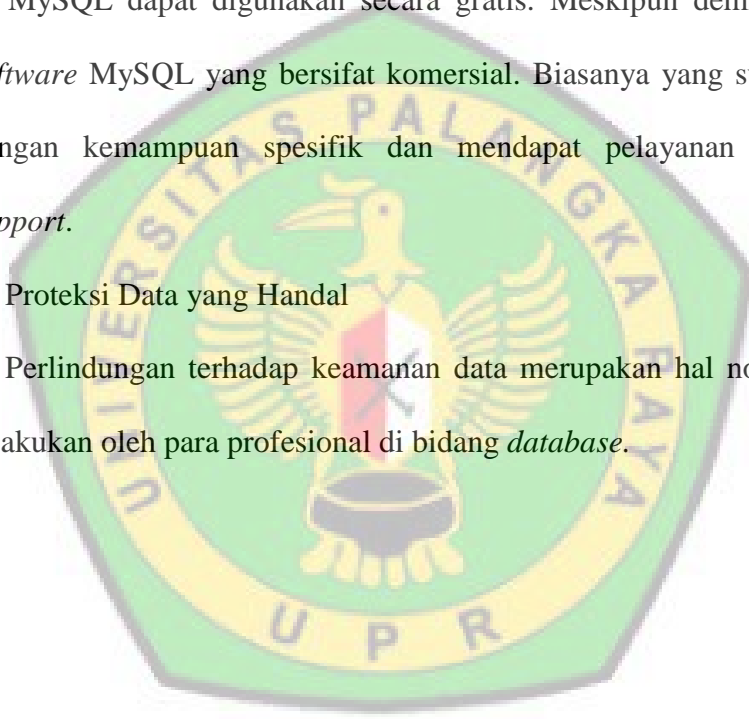 MySQL dapat digunakan secara gratis. Meskipun
ftware MySQL yang bersifat komersial. Biasanya yang
ngan kemampuan spesifik dan mendapat pelayanan
pport.
Proteksi Data yang Handal
Perlindungan terhadap keamanan data merupakan hal
akukan oleh para profesional di bidang database.
UNIVERSITAS PALANGKA RAYA
UPR